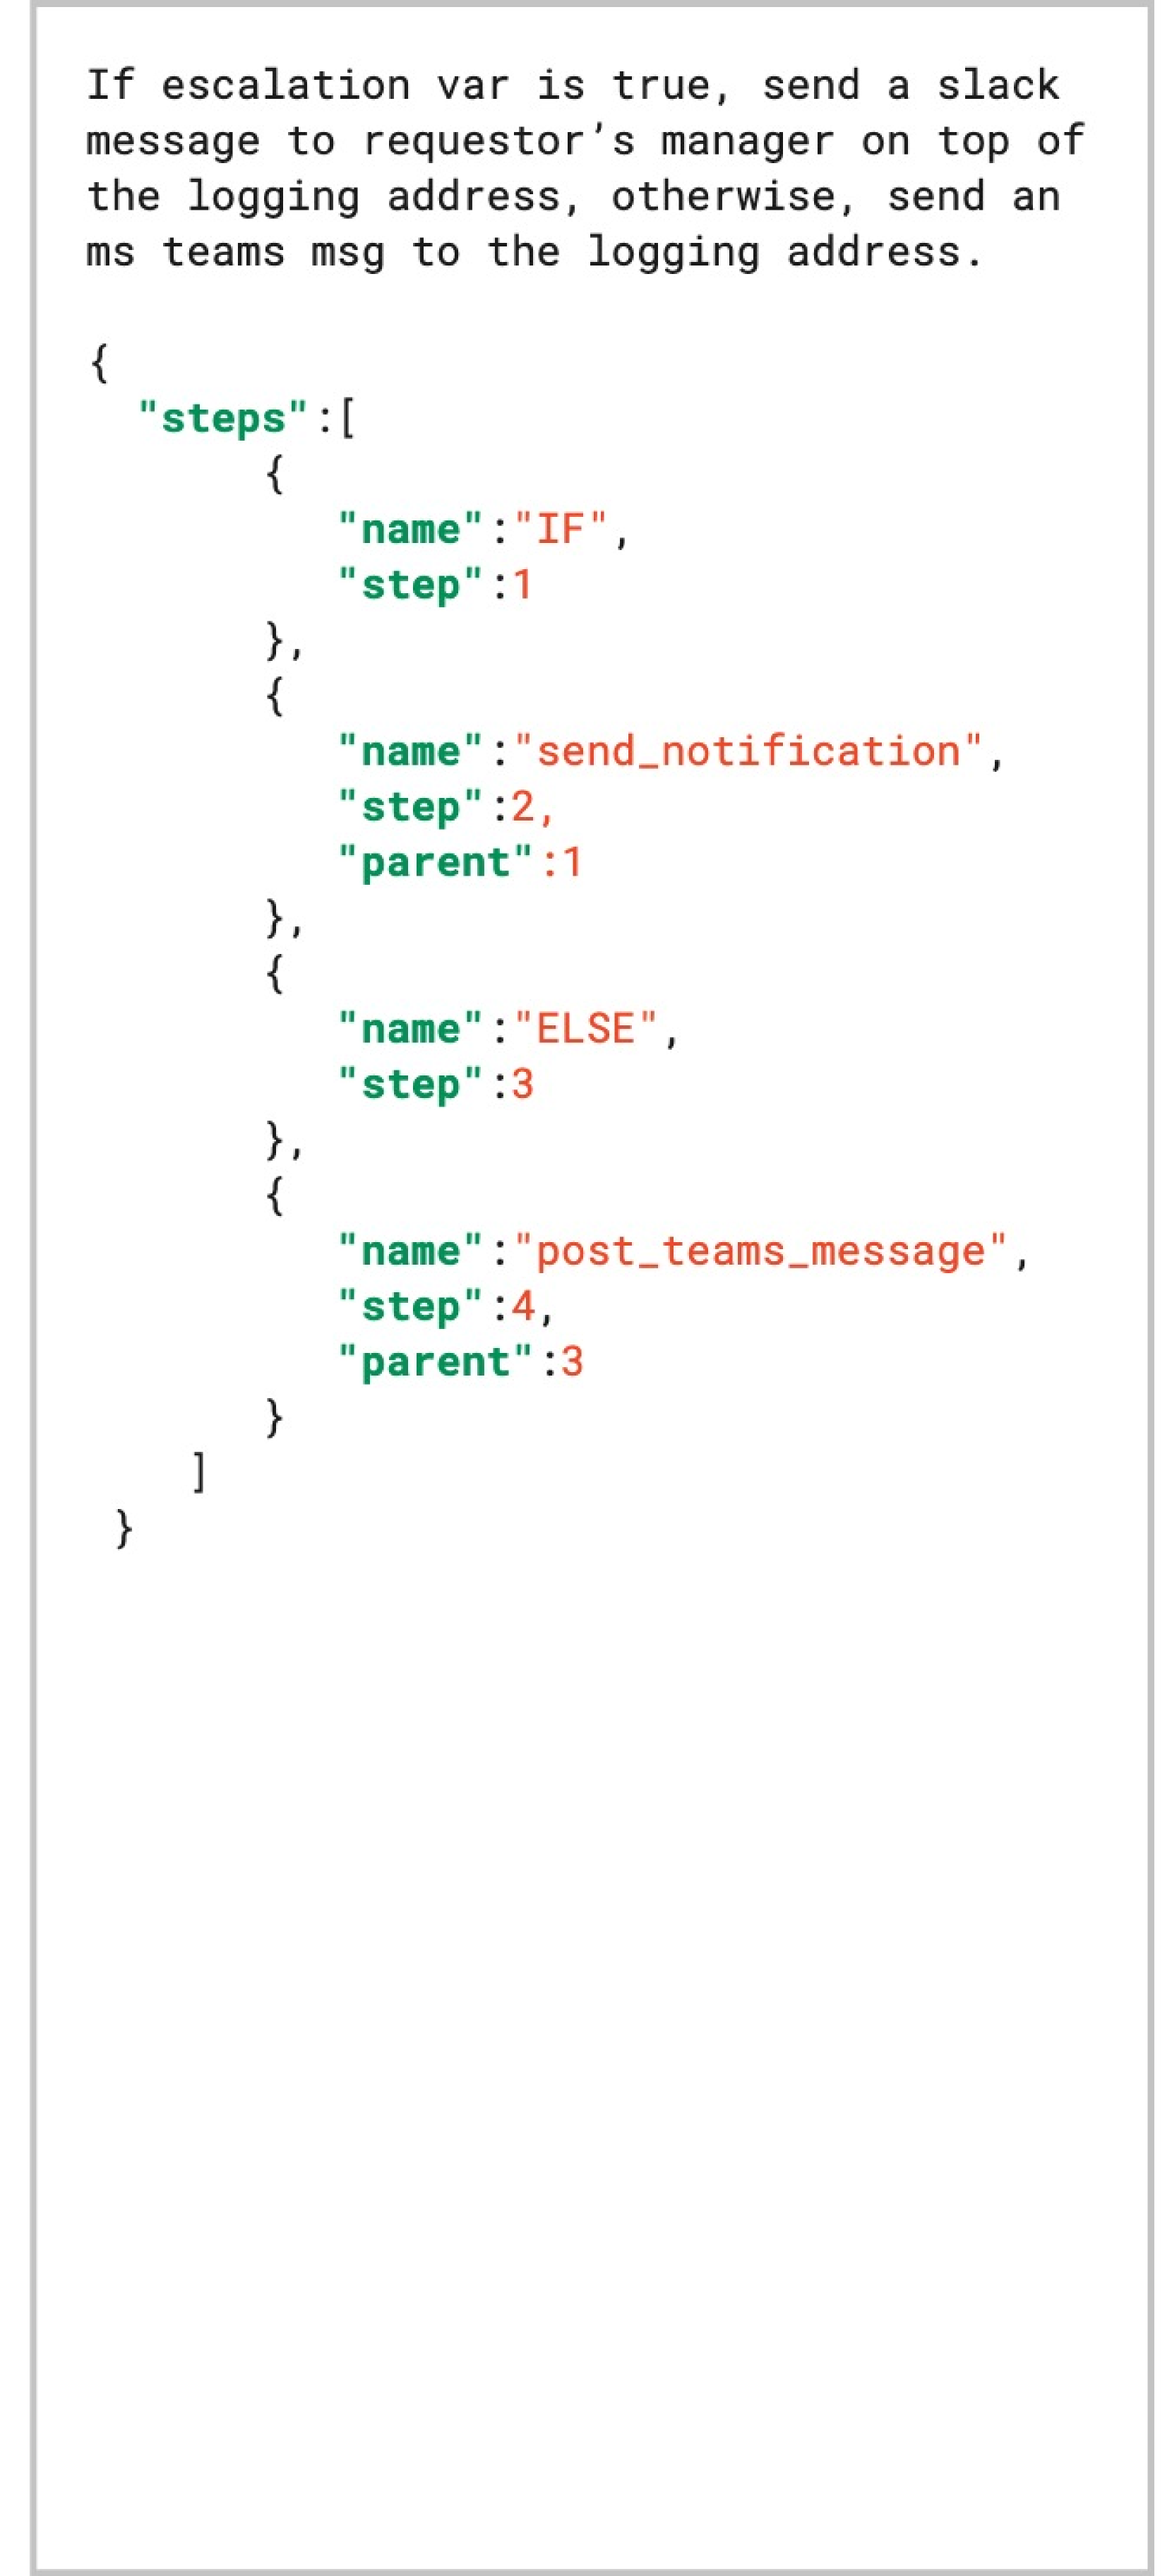 If escalation var is true, send a slack
message to requestor’s manager on top of
the logging address, otherwise, send an
ms teams msg to the logging address.
{
"steps":[
{
"name":"IF",
"step":1
},
{
"name":"send_notification",
"step":2,
"parent":1
},
{
"name":"ELSE",
"step":3
},
{
"name":"post_teams_message",
"step":4,
"parent":3
}
]
}